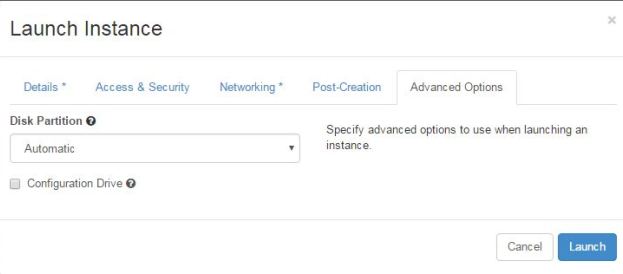 Launch Instance
×
Details *
Access & Security
Networking *
Post-Creation
Advanced Options
Disk Partition ?
Automatic
Configuration Drive ?
Specify advanced options to use when launching an
instance.
Cancel
Launch